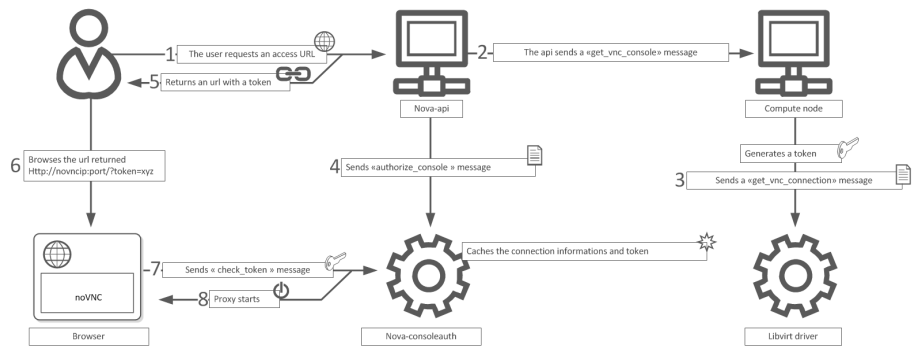 1
The user requests an access URL
2
The api sends a «get_vnc_console» message
5
Returns an url with a token
Nova-api
Compute node
6
Browses the url returned
Http://novncip:port/?token=xyz
4
Sends «authorize_console » message
Generates a token
3
Sends a «get_vnc_connection» message
Caches the connection informations and token
7
Sends « check_token » message
noVNC
8
Proxy starts
Browser
Nova-consoleauth
Libvirt driver